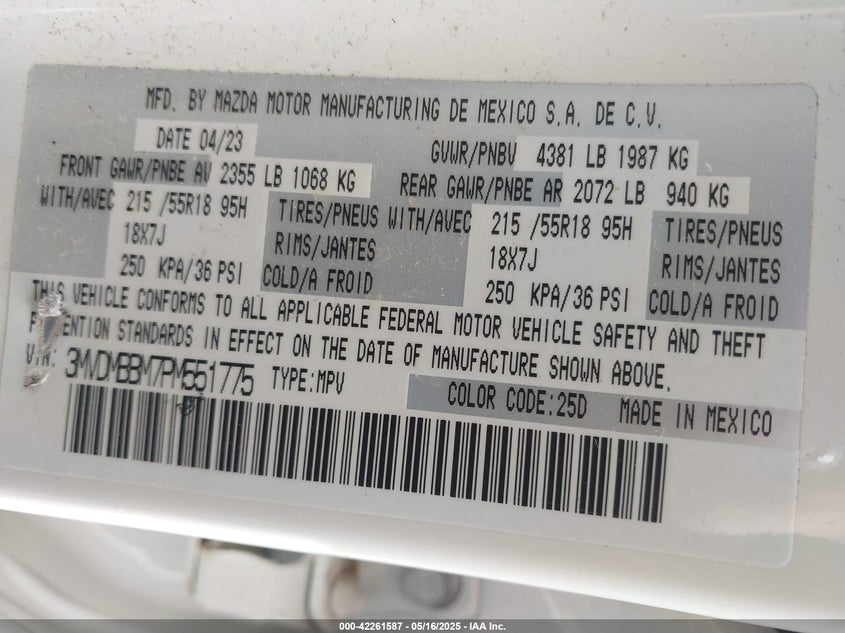 MFD. BY MAZDA MOTOR MANUFACTURING DE MEXICO S.A. DE C.V.
DATE 04/23 GVWR/PNBV 4381 LB 1987 KG
FRONT GAWR/PNBE AV 2355 LB 1068 KG REAR GAWR/PNBE AR 2072 LB 940 KG
WITH/AVEC 215 /55R18 95H TIRES/PNEUS WITH/AVEC 215 /55R18 95H TIRES/PNEUS
18X7J RIMS/JANTES 18X7J RIMS/JANTES
250 KPA/36 PSI COLD/A FROID 250 KPA/36 PSI COLD/A FROID
THIS VEHICLE CONFORMS TO ALL APPLICABLE FEDERAL MOTOR VEHICLE SAFETY AND THEFT
PREVENTION STANDARDS IN EFFECT ON THE DATE OF MANUFACTURE SHOWN ABOVE.
VIN: 3MVDMBBM7PM551775 TYPE:MPV
COLOR CODE:25D MADE IN MEXICO
000-42261587 - 05/16/2025 - IAA Inc.